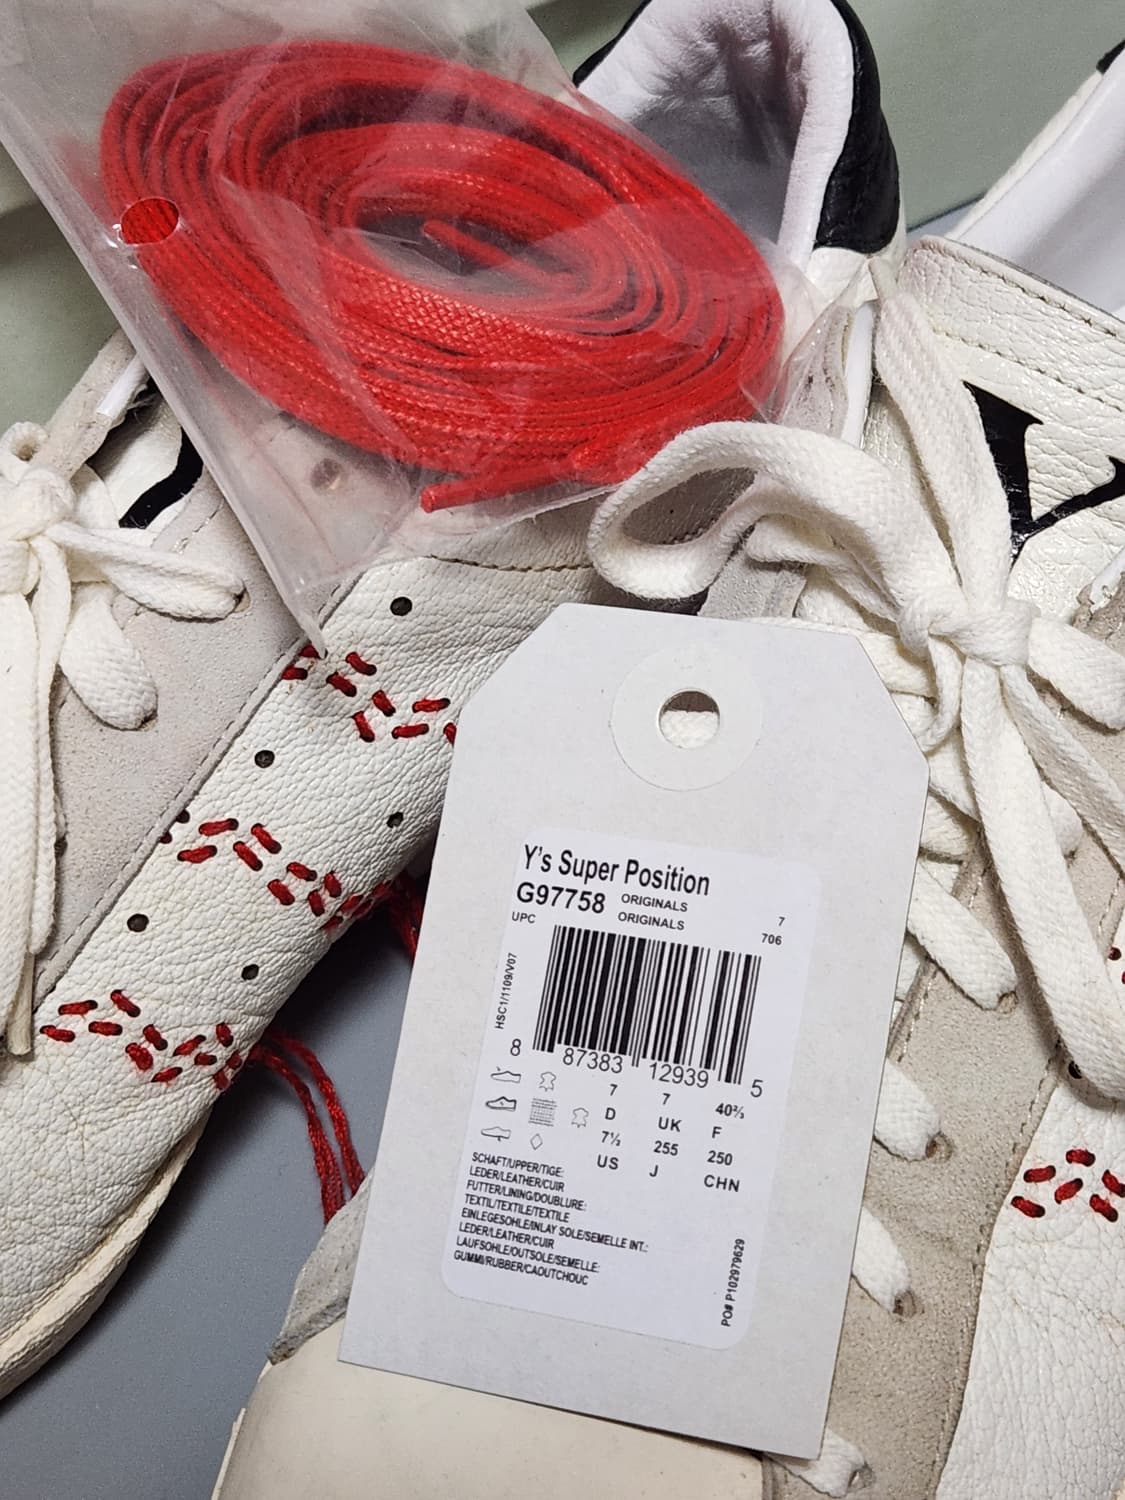 Y
Y's Super Position
G97758 ORIGINALS 7
UPC ORIGINALS 706
HSC1/1109/V07
8 87383 12939 5
7 7 40⅔
D UK F
7½ 255 250
US J CHN
SCHAFT/UPPER/TIGE:
LEDER/LEATHER/CUIR
FUTTER/LINING/DOUBLURE:
TEXTIL/TEXTILE/TEXTILE
EINLEGESOHLE/INLAY SOLE/SEMELLE INT.:
LEDER/LEATHER/CUIR
LAUFSOHLE/OUTSOLE/SEMELLE:
GUMMI/RUBBER/CAOUTCHOUC
PO# P102979629